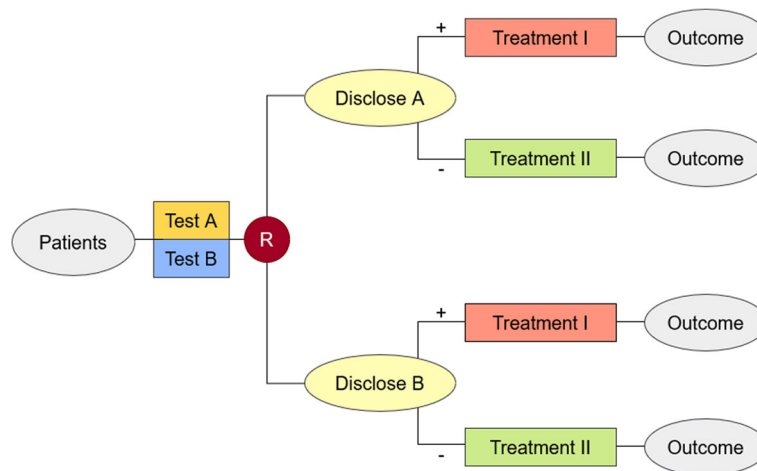 +
Treatment I
Outcome
Disclose A
-
Treatment II
Outcome
Patients
Test A
Test B
R
+
Treatment I
Outcome
Disclose B
-
Treatment II
Outcome